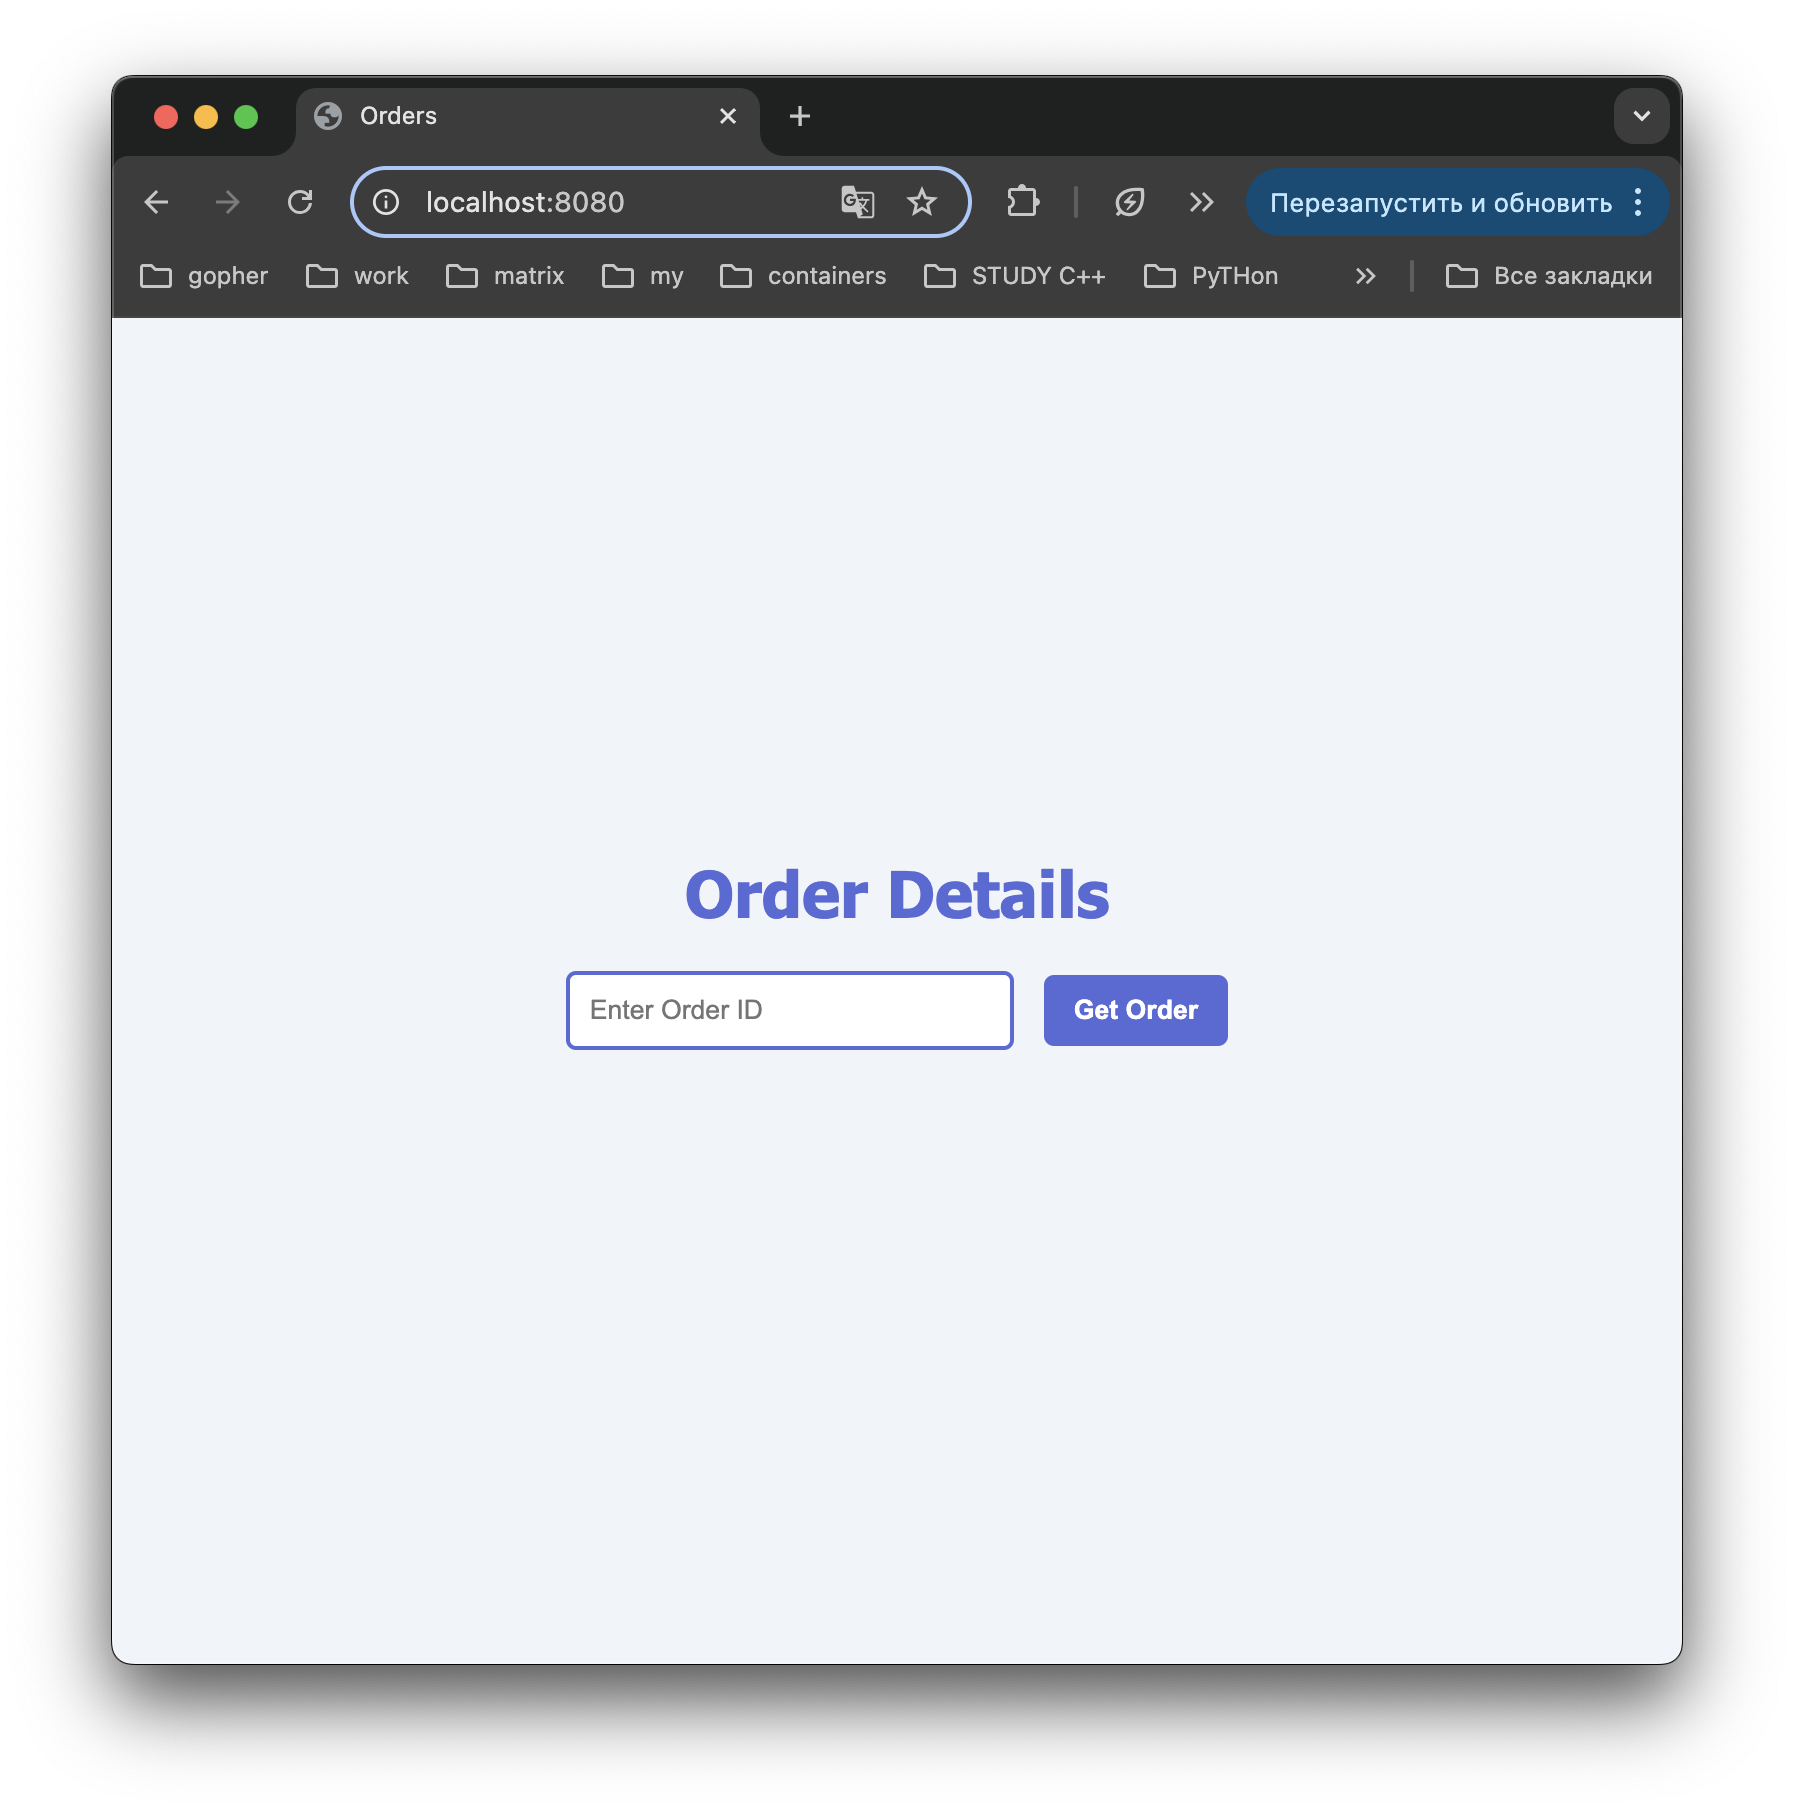 Orders
localhost:8080
Перезапустить и обновить
gopher work matrix my containers STUDY C++ PyTHon Все закладки
Order Details
Enter Order ID Get Order